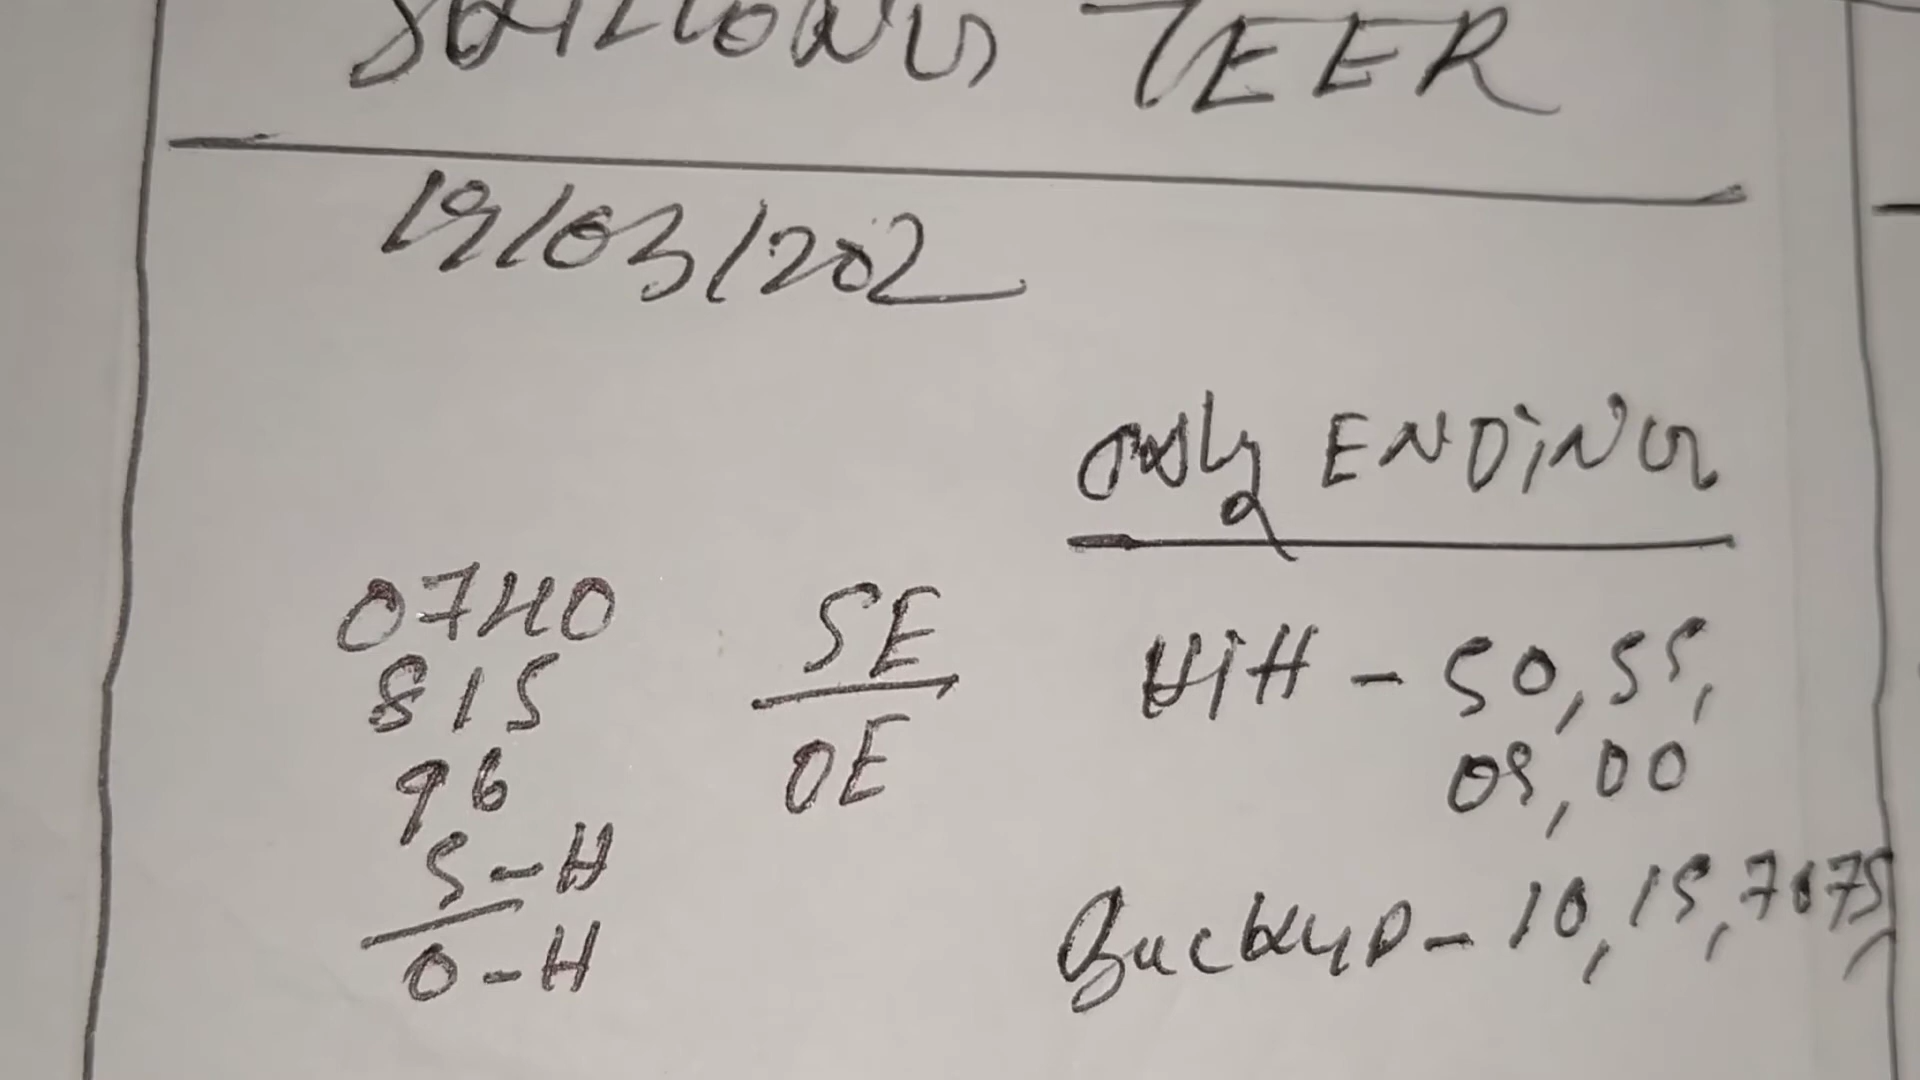 SHILLONG TEER
19/03/202
only ENDING
0740
815
96
5-H
0-H
SE
OE
HiH - 50, 55,
05, 00
Backup - 10, 15, 70 75,